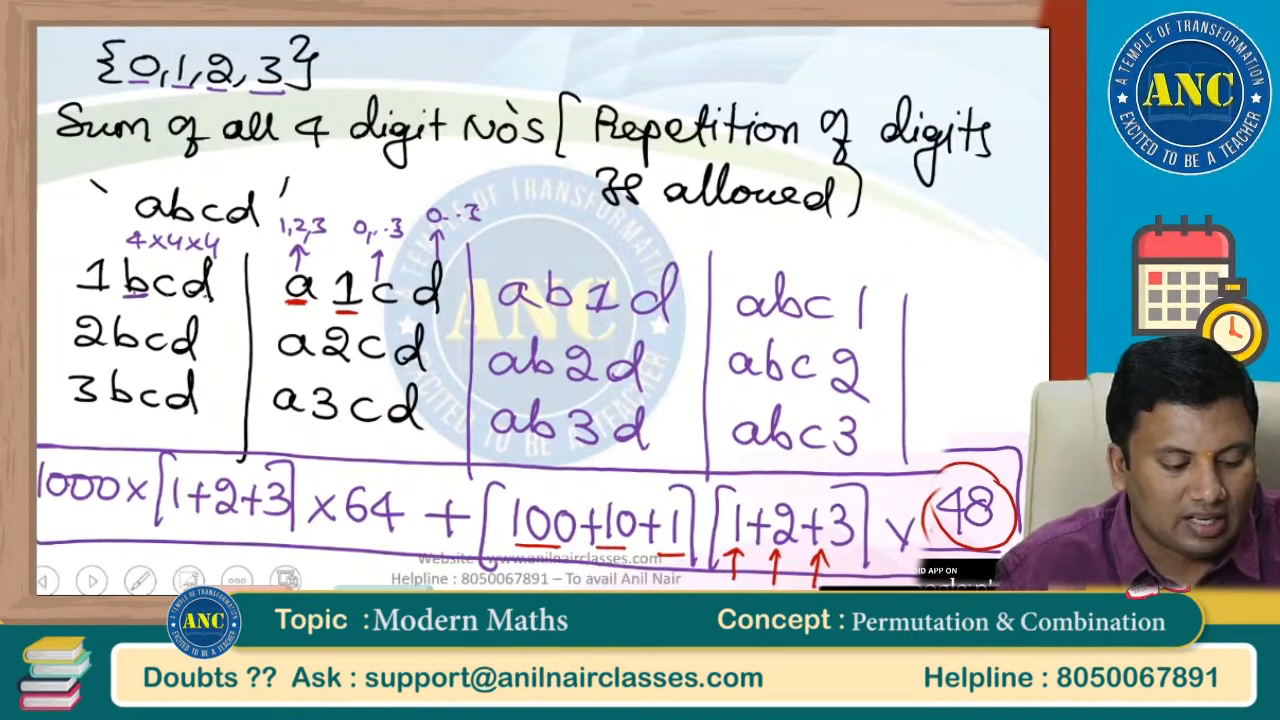 {0,1,2,3}
Sum of all 4 digit No's [Repetition of digits
is allowed)
'abcd'
4×4×4
1bcd
2bcd
3bcd
1,2,3 0,..3 0...3
a1cd
a2cd
a3cd
ab1d
ab2d
ab3d
abc1
abc2
abc3
1000×[1+2+3]×64 + [100+10+1][1+2+3]×48
Website : www.anilnairclasses.com
Helpline : 8050067891 – To avail Anil Nair
ANC
A TEMPLE OF TRANSFORMATION
ANC
EXCITED TO BE A TEACHER
ANC
Topic : Modern Maths
Concept : Permutation & Combination
Doubts ?? Ask : support@anilnairclasses.com
Helpline : 8050067891